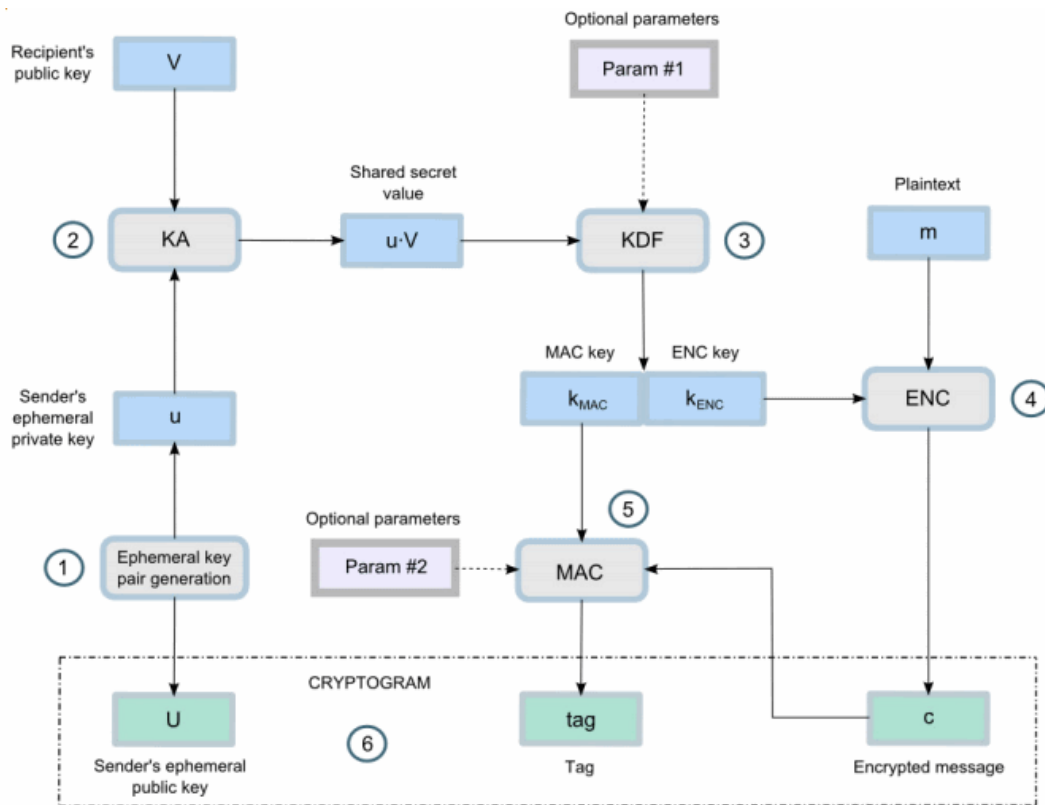 Optional parameters
Recipient's
public key
V
Param #1
Shared secret
value
Plaintext
2
KA
u·V
KDF
3
m
MAC key
ENC key
Sender's
ephemeral
private key
u
kMAC
kENC
ENC
4
5
Optional parameters
1
Ephemeral key
pair generation
Param #2
MAC
CRYPTOGRAM
U
tag
c
6
Sender's ephemeral
public key
Tag
Encrypted message